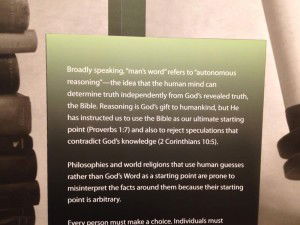 Broadly speaking, "man's word" refers to "autonomous
reasoning"—the idea that the human mind can
determine truth independently from God's revealed truth,
the Bible. Reasoning is God's gift to humankind, but He
has instructed us to use the Bible as our ultimate starting
point (Proverbs 1:7) and also to reject speculations that
contradict God's knowledge (2 Corinthians 10:5).
Philosophies and world religions that use human guesses
rather than God's Word as a starting point are prone to
misinterpret the facts around them because their starting
point is arbitrary.
Every person must make a choice. Individuals must